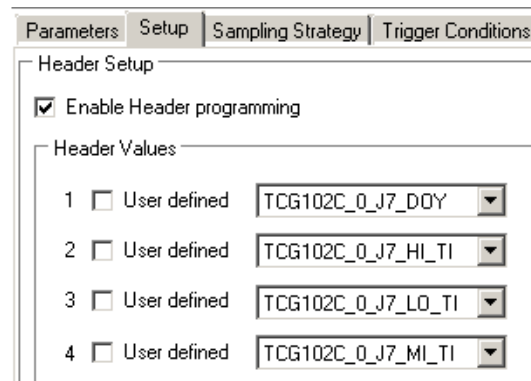 Parameters Setup Sampling Strategy Trigger Conditions
Header Setup
Enable Header programming
Header Values
1 User defined TCG102C_0_J7_DOY
2 User defined TCG102C_0_J7_HI_TI
3 User defined TCG102C_0_J7_LO_TI
4 User defined TCG102C_0_J7_MI_TI